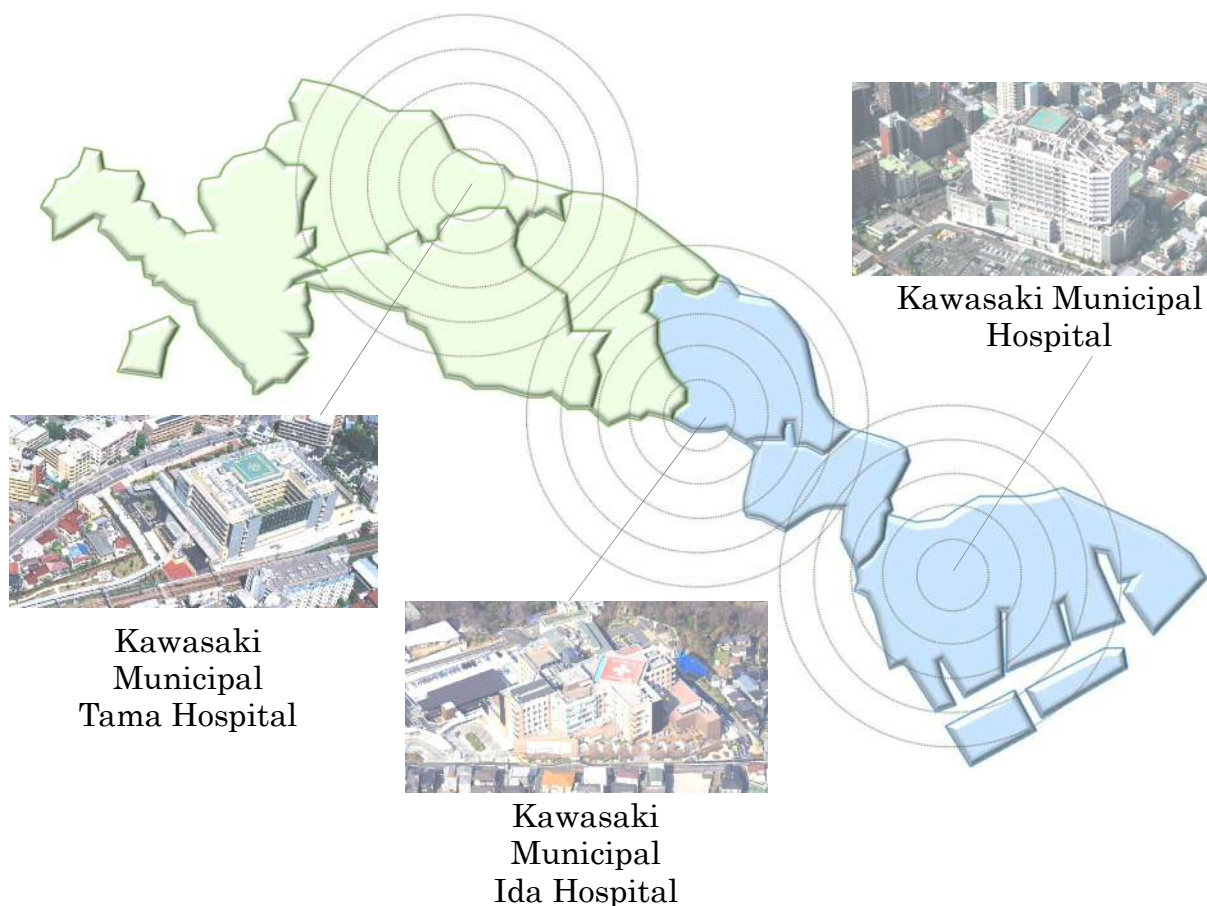 Kawasaki Municipal
Hospital
Kawasaki
Municipal
Tama Hospital
Kawasaki
Municipal
Ida Hospital